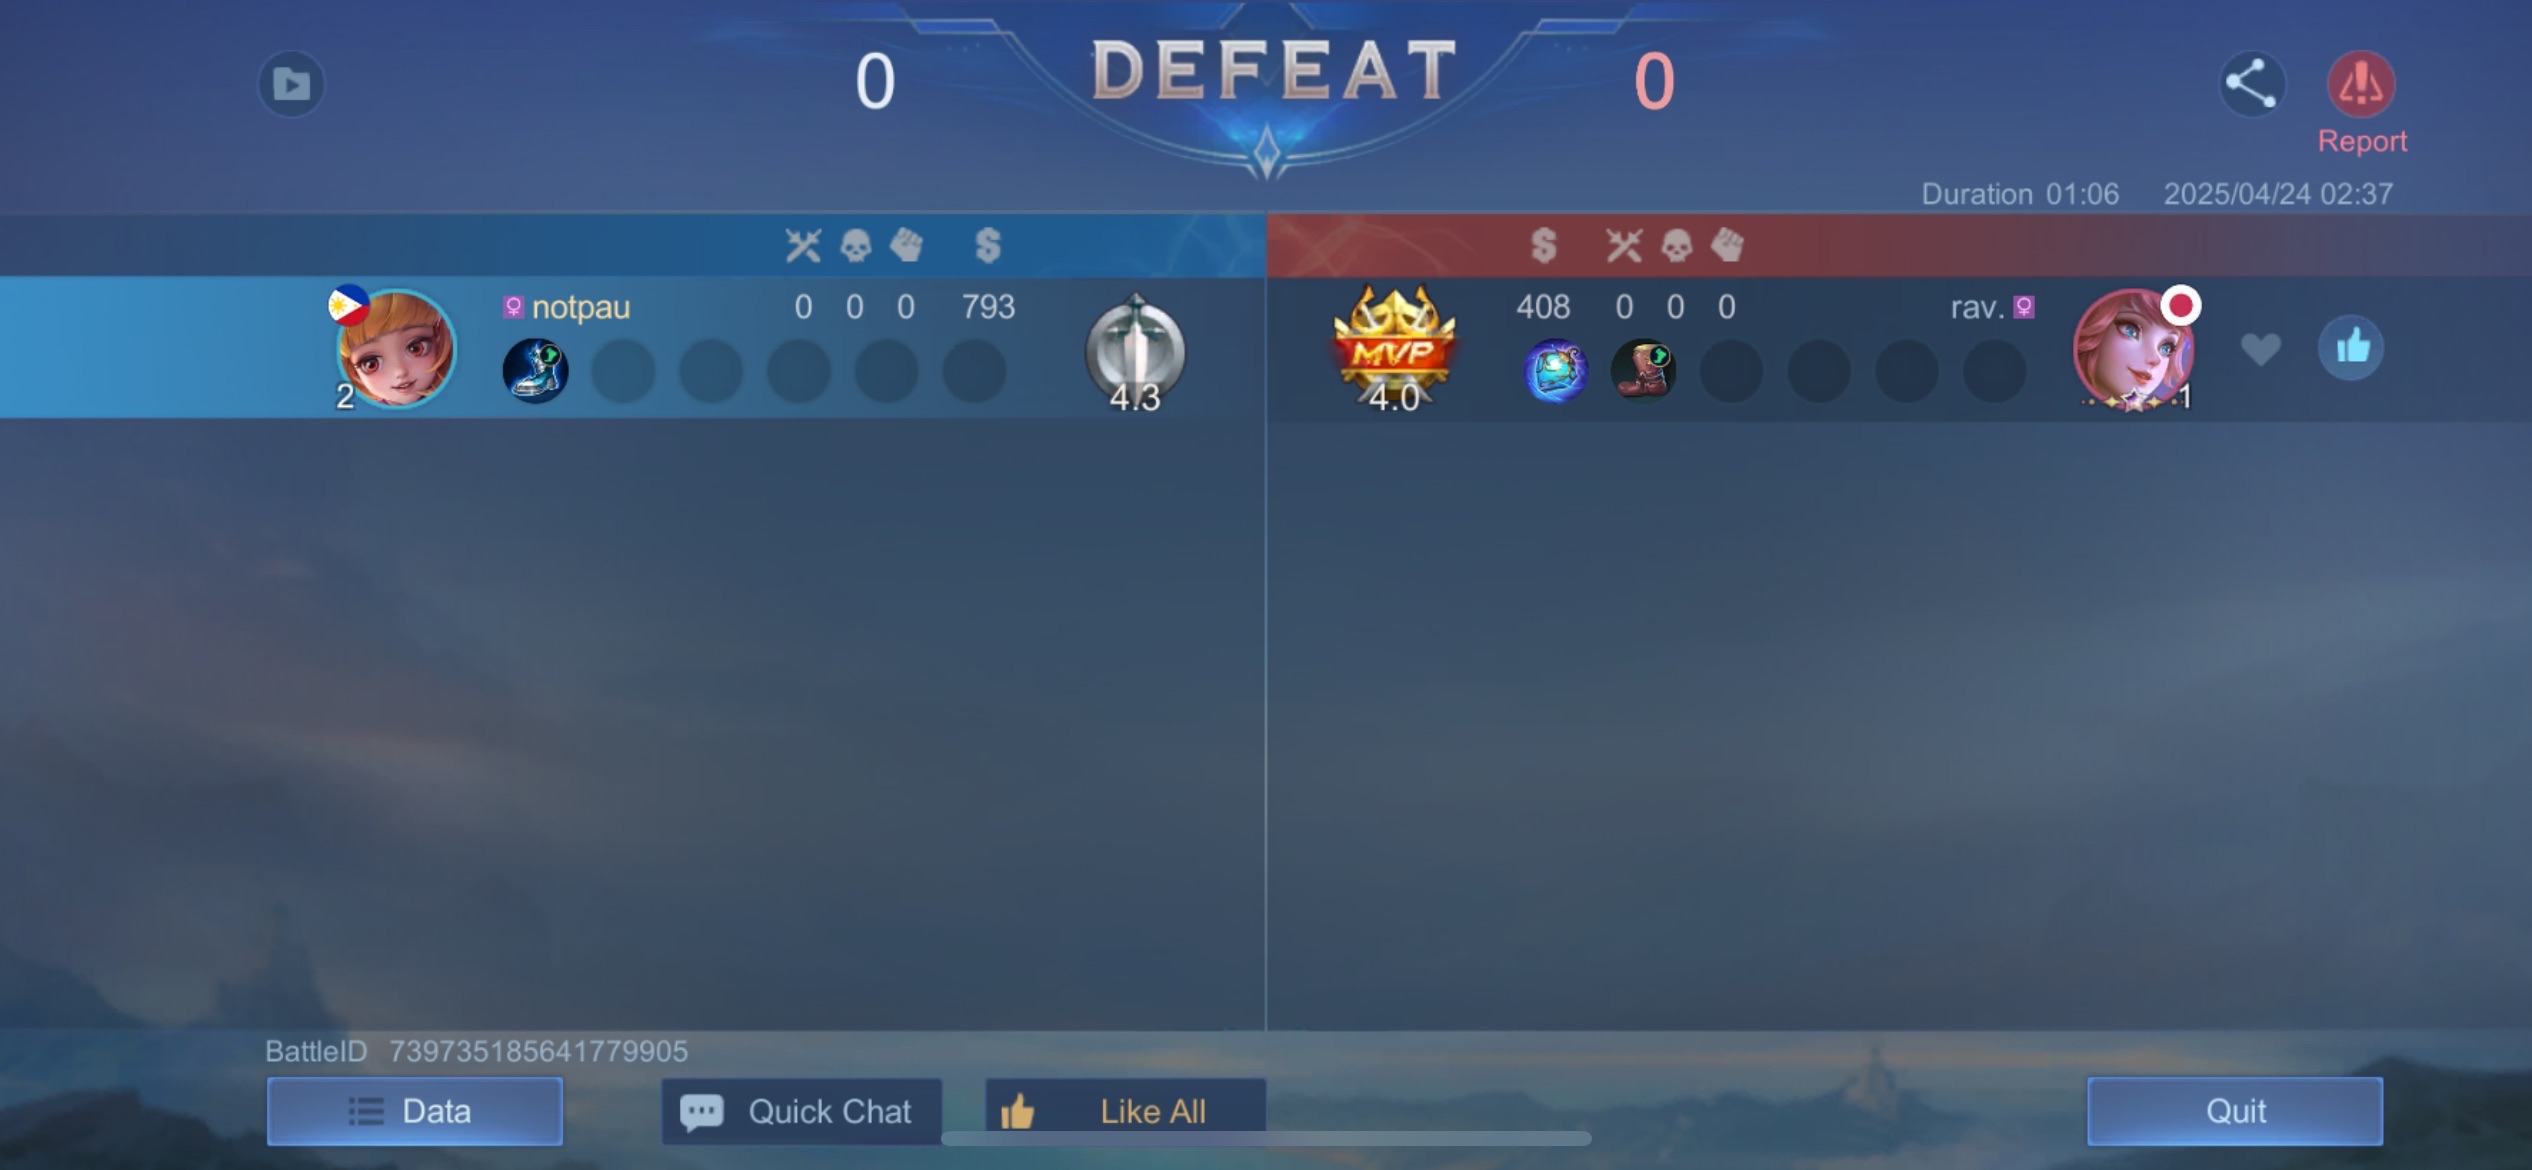 0 DEFEAT 0
Report
Duration 01:06 2025/04/24 02:37
notpau 0 0 0 793
2
4.3
MVP
4.0
408 0 0 0 rav.
1
BattleID 739735185641779905
Data
Quick Chat
Like All
Quit